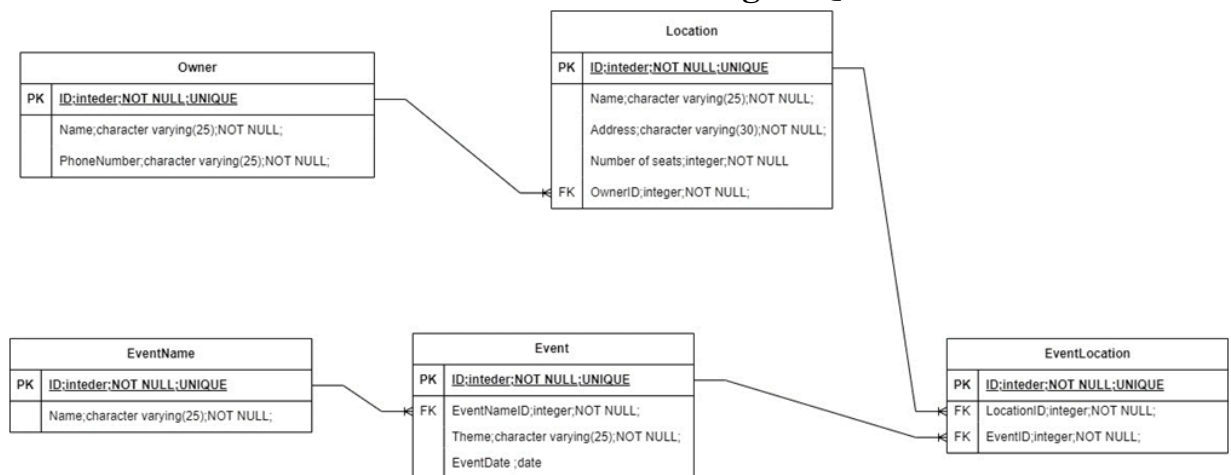 Location
PK ID;inteder;NOT NULL;UNIQUE
Name;character varying(25);NOT NULL;
Address;character varying(30);NOT NULL;
Number of seats;integer;NOT NULL
FK OwnerID;integer;NOT NULL;
Owner
PK ID;inteder;NOT NULL;UNIQUE
Name;character varying(25);NOT NULL;
PhoneNumber;character varying(25);NOT NULL;
EventName
PK ID;inteder;NOT NULL;UNIQUE
Name;character varying(25);NOT NULL;
Event
PK ID;inteder;NOT NULL;UNIQUE
FK EventNameID;integer;NOT NULL;
Theme;character varying(25);NOT NULL;
EventDate ;date
EventLocation
PK ID;inteder;NOT NULL;UNIQUE
FK LocationID;integer;NOT NULL;
FK EventID;integer;NOT NULL;